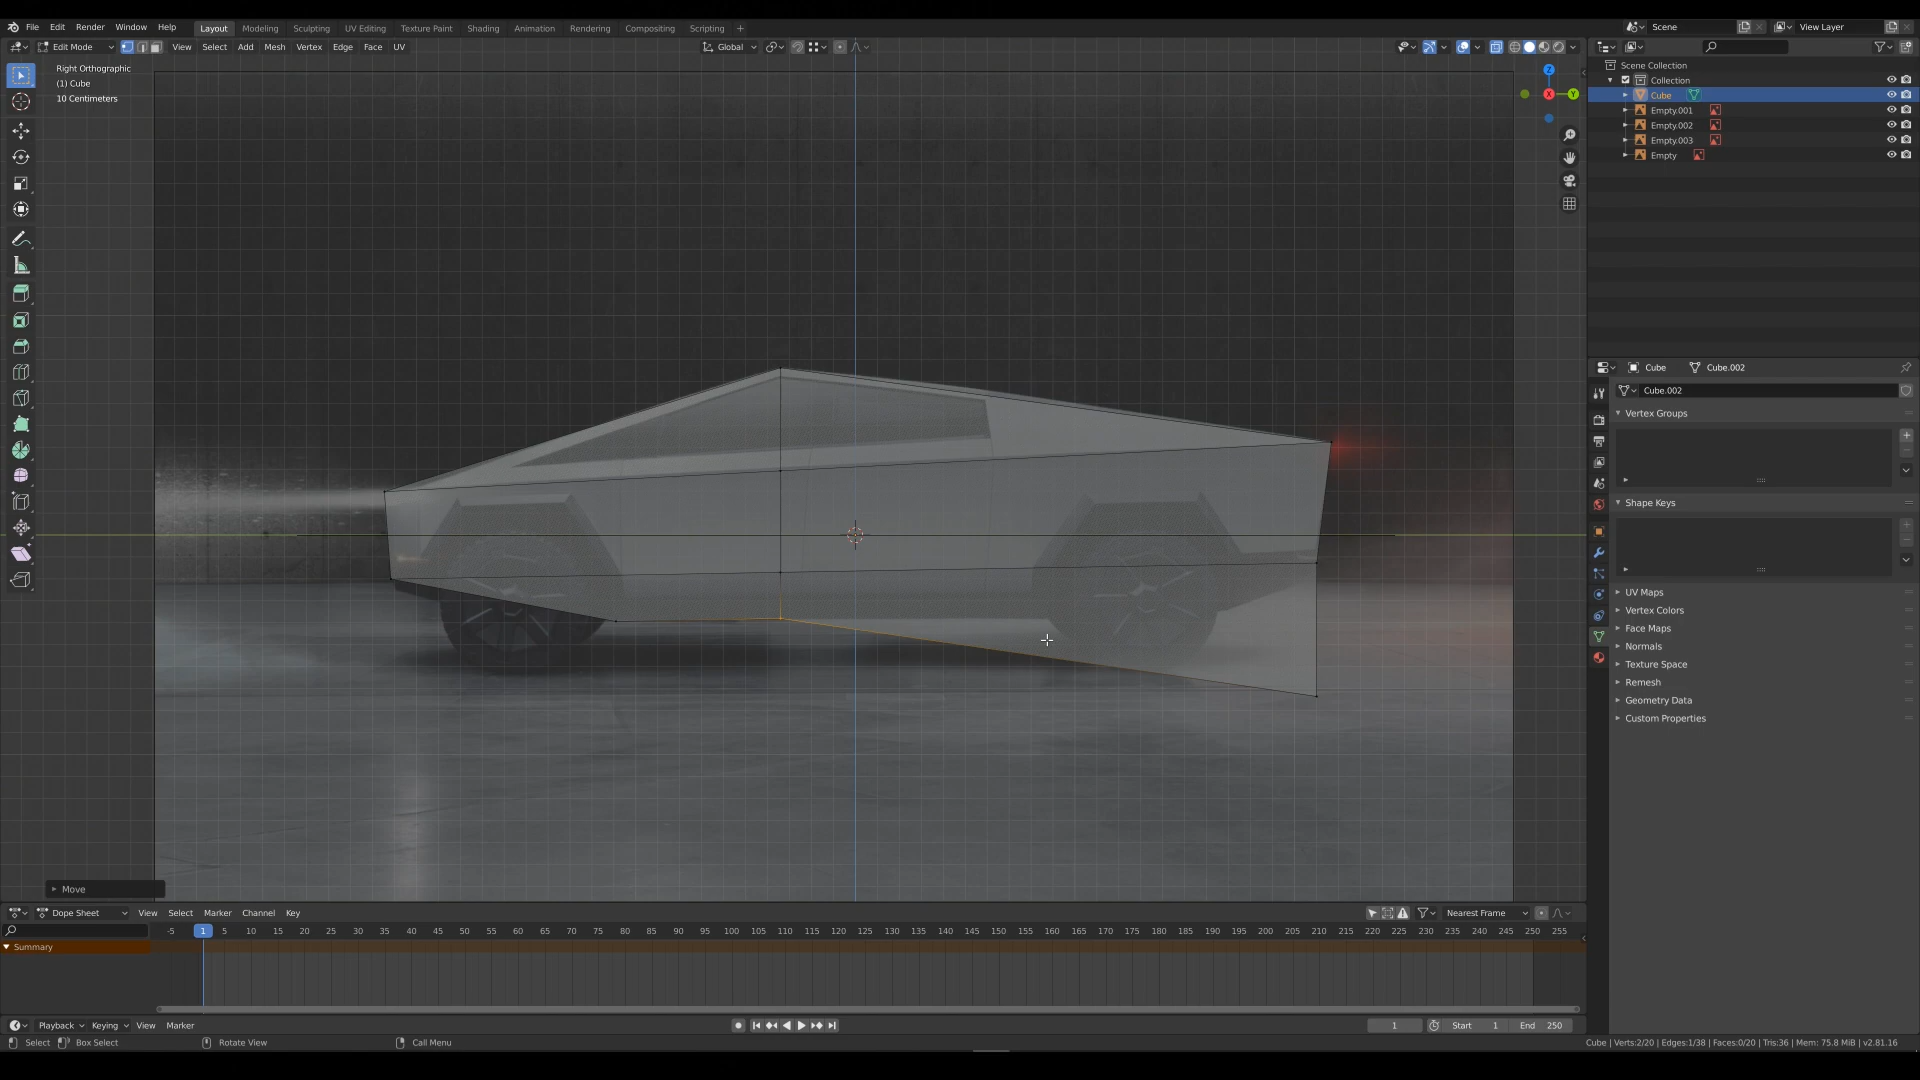 File Edit Render Window Help Layout Modeling Sculpting UV Editing Texture Paint Shading Animation Rendering Compositing Scripting + Scene View Layer
Edit Mode View Select Add Mesh Vertex Edge Face UV Global
Right Orthographic
(1) Cube
10 Centimeters
Z
X
Y
Scene Collection
Collection
Cube
Empty.001
Empty.002
Empty.003
Empty
Cube Cube.002
Cube.002
Vertex Groups
Shape Keys
UV Maps
Vertex Colors
Face Maps
Normals
Texture Space
Remesh
Geometry Data
Custom Properties
Move
Dope Sheet View Select Marker Channel Key Nearest Frame
-5 1 5 10 15 20 25 30 35 40 45 50 55 60 65 70 75 80 85 90 95 100 105 110 115 120 125 130 135 140 145 150 155 160 165 170 175 180 185 190 195 200 205 210 215 220 225 230 235 240 245 250 255
Summary
Playback Keying View Marker 1 Start 1 End 250
Select Box Select Rotate View Call Menu Cube | Verts:2/20 | Edges:1/38 | Faces:0/20 | Tris:36 | Mem: 75.8 MiB | v2.81.16